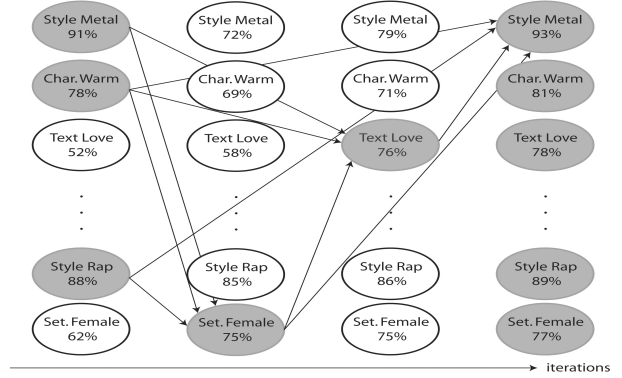 Style Metal
91%
Style Metal
72%
Style Metal
79%
Style Metal
93%
Char. Warm
78%
Char. Warm
69%
Char. Warm
71%
Char. Warm
81%
Text Love
52%
Text Love
58%
Text Love
76%
Text Love
78%
Style Rap
88%
Style Rap
85%
Style Rap
86%
Style Rap
89%
Set. Female
62%
Set. Female
75%
Set. Female
75%
Set. Female
77%
iterations